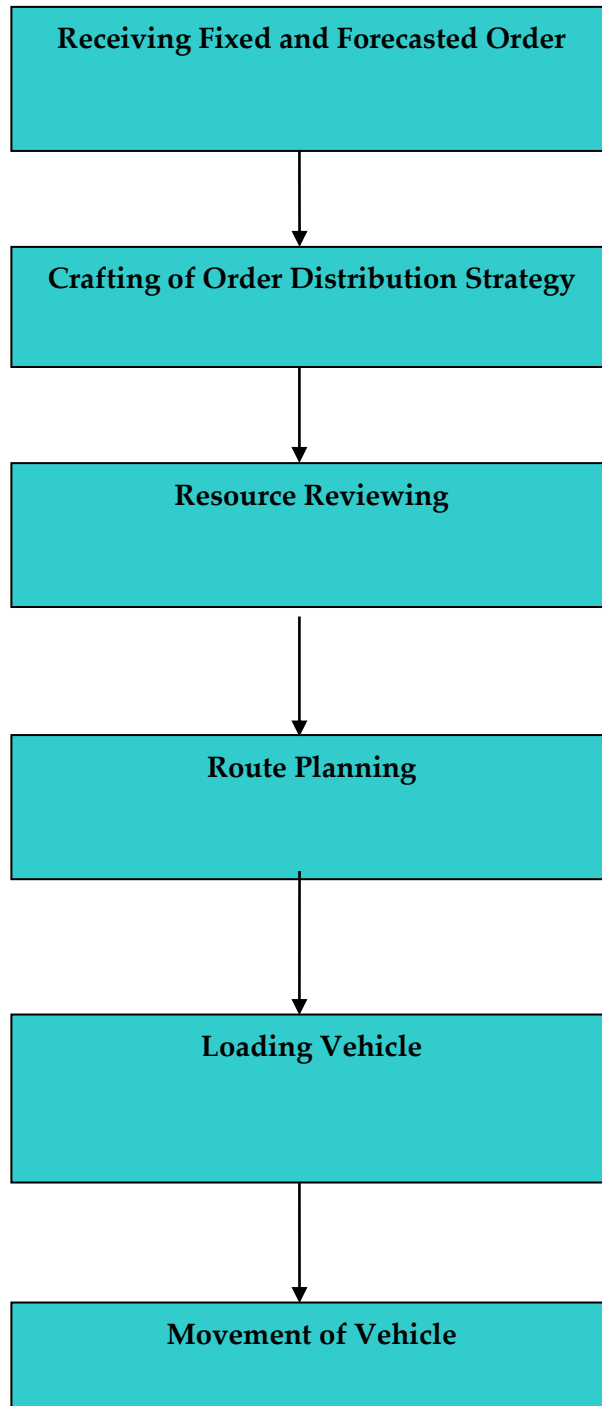 Receiving Fixed and Forecasted Order
Crafting of Order Distribution Strategy
Resource Reviewing
Route Planning
Loading Vehicle
Movement of Vehicle